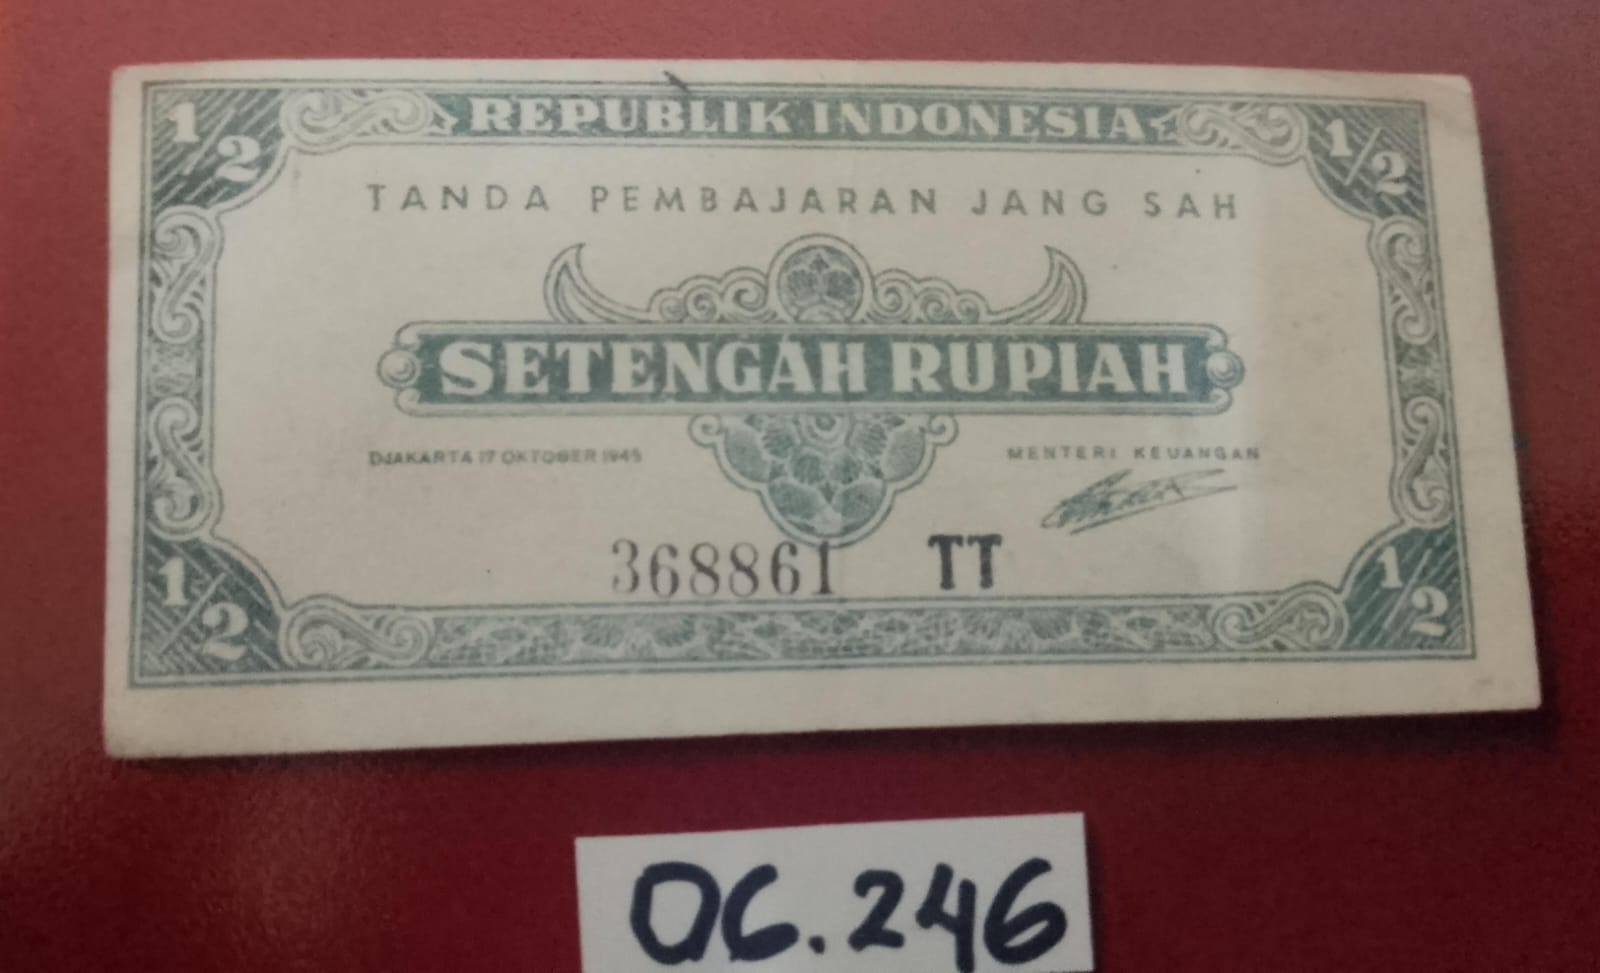 1/2 REPUBLIK INDONESIA 1/2
TANDA PEMBAJARAN JANG SAH
SETENGAH RUPIAH
DJAKARTA 17 OKTOBER 1945 MENTERI KEUANGAN
368861 TT
1/2 1/2
06.246